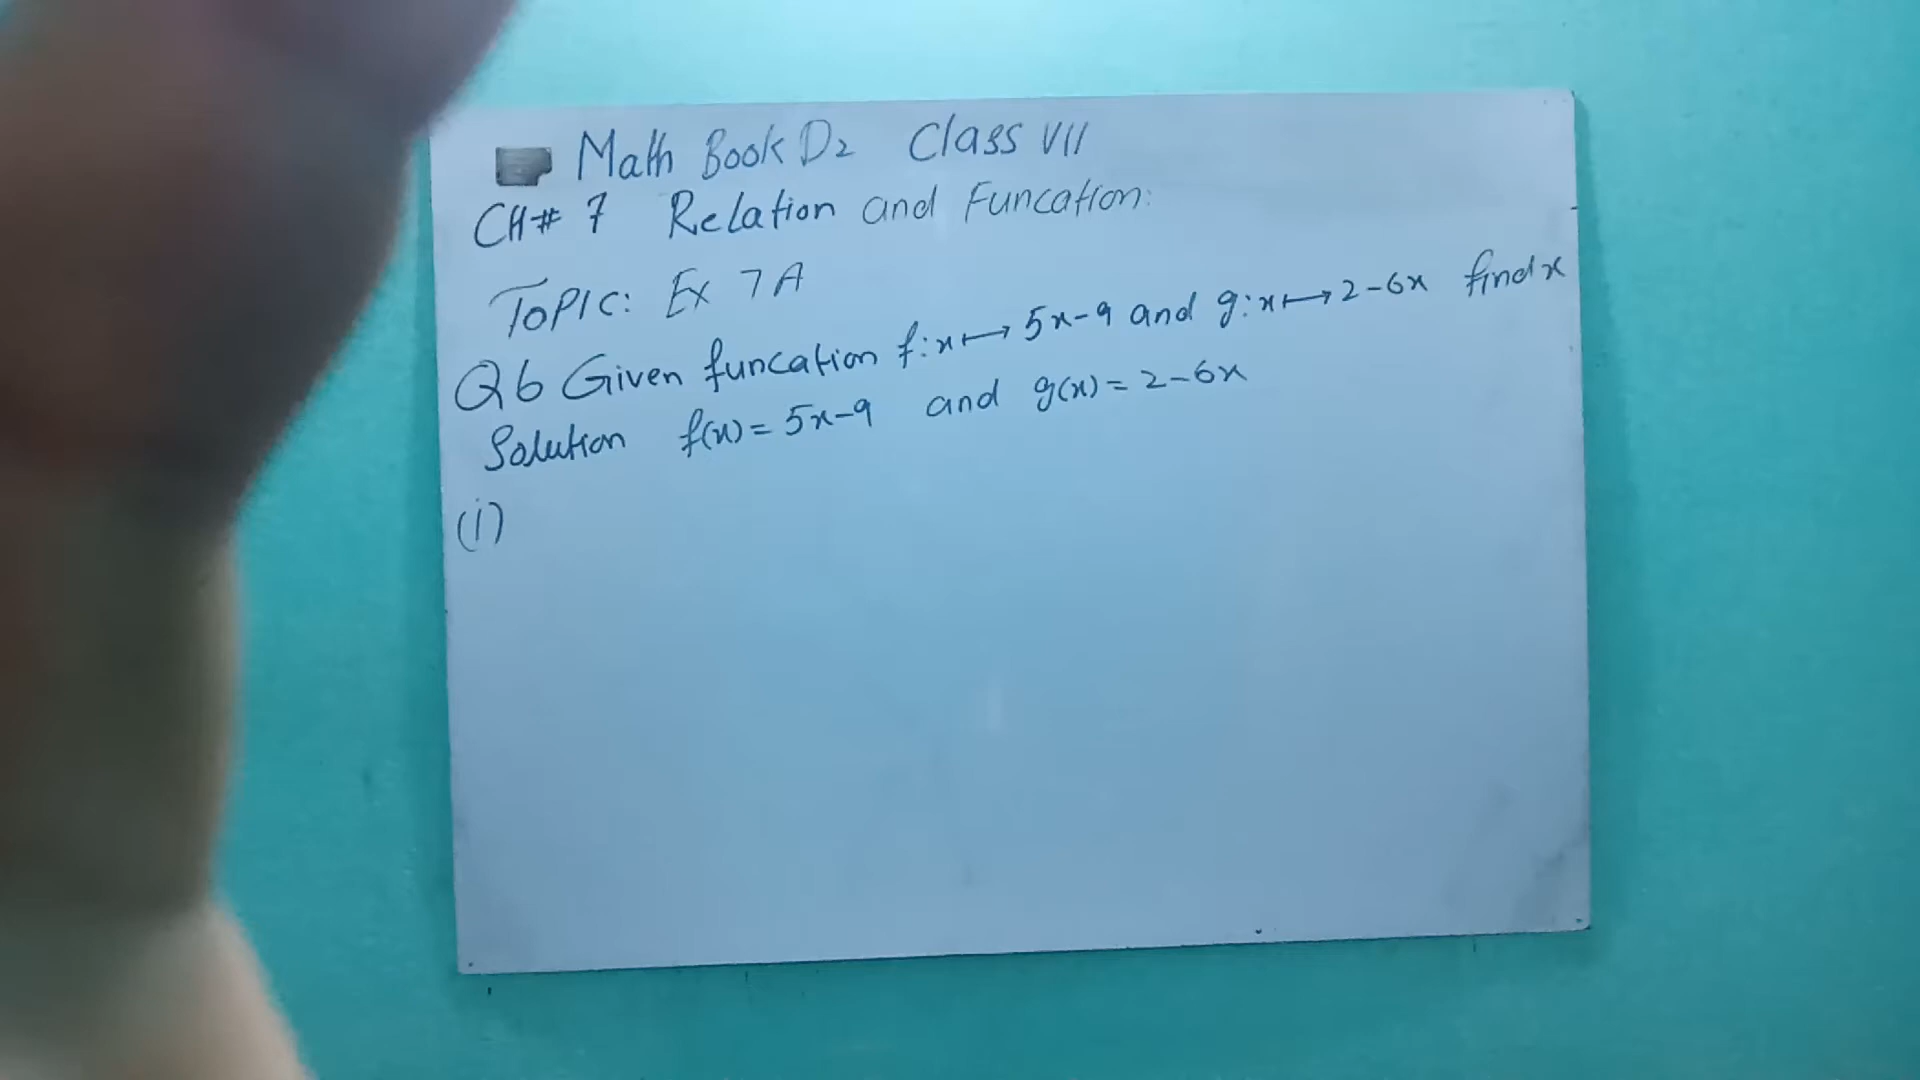 Math Book D2 Class VII
CH# 7 Relation and Funcation:
TOPIC: Ex 7A
Q6 Given funcation f:x↦5x-9 and g:x↦2-6x find x
Solution f(x)=5x-9 and g(x)=2-6x
(i)